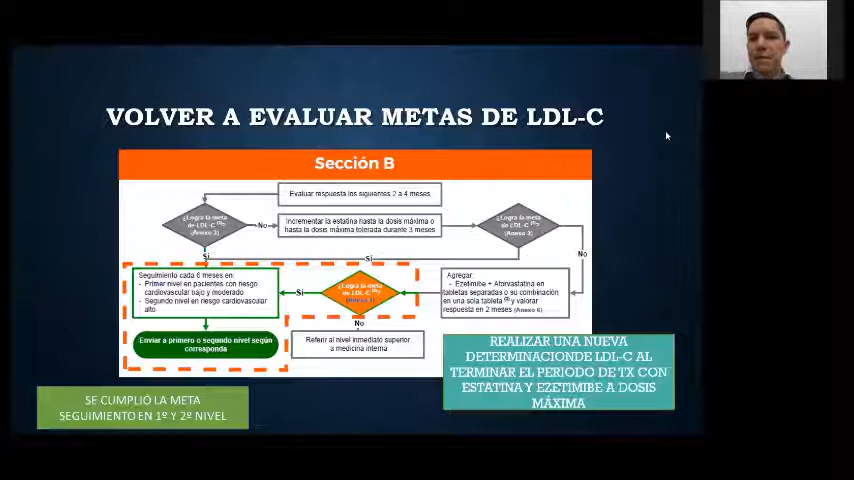 VOLVER A EVALUAR METAS DE LDL-C
Sección B
Evaluar respuesta los siguientes 2 a 4 meses
¿Logra la meta
de LDL-C
(Anexo 3)
No
Incrementar la estatina hasta la dosis máxima o
hasta la dosis máxima tolerada durante 3 meses
¿Logra la meta
de LDL-C
(Anexo 3)
No
Sí
Sí
Seguimiento cada 6 meses en:
- Primer nivel en pacientes con riesgo
cardiovascular bajo y moderado
- Segundo nivel en riesgo cardiovascular
alto
Sí
¿Logra la meta
de LDL-C
Agregar:
- Ezetimibe + Atorvastatina en
tabletas separadas o su combinación
en una sola tableta y valorar
respuesta en 2 meses (Anexo 6)
No
Enviar a primero o segundo nivel según
corresponda
Referir al nivel inmediato superior
a medicina interna
REALIZAR UNA NUEVA
DETERMINACIONDE LDL-C AL
TERMINAR EL PERIODO DE TX CON
ESTATINA Y EZETIMIBE A DOSIS
MÁXIMA
SE CUMPLIÓ LA META
SEGUIMIENTO EN 1º Y 2º NIVEL